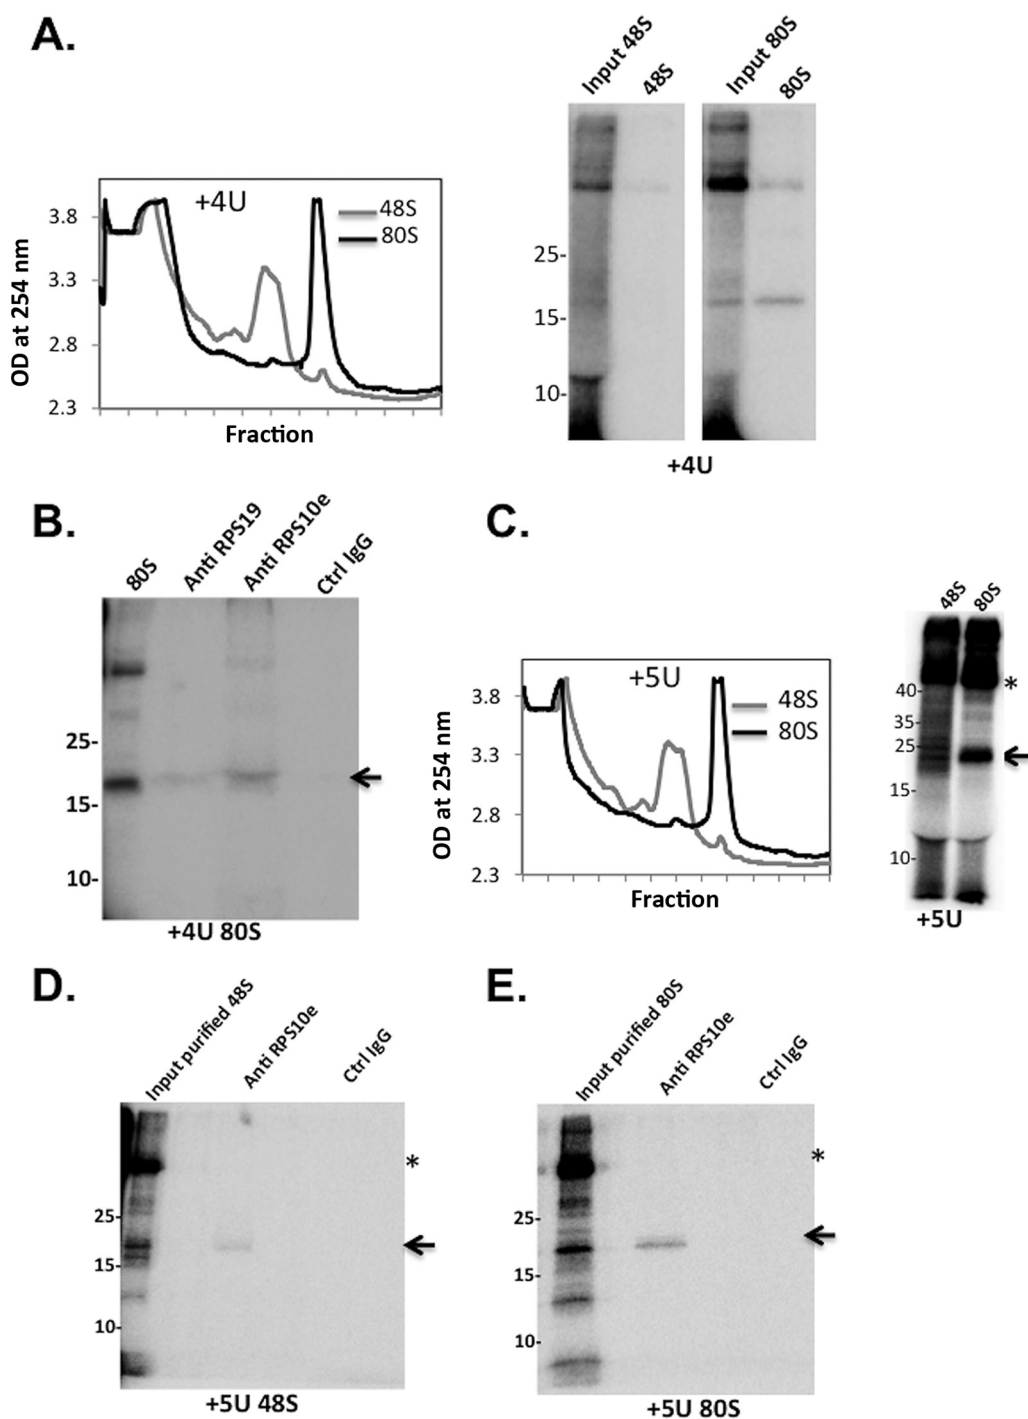 A.
Input 48S
48S
Input 80S
80S
+4U
48S
80S
3.8
3.3
2.8
2.3
OD at 254 nm
Fraction
25-
15-
10-
+4U
B.
80S
Anti RPS19
Anti RPS10e
Ctrl IgG
25-
15-
10-
+4U 80S
C.
+5U
48S
80S
3.8
3.3
2.8
2.3
OD at 254 nm
Fraction
48S
80S
40-
35-
25-
15-
10-
*
+5U
D.
Input purified 48S
Anti RPS10e
Ctrl IgG
25-
15-
10-
*
+5U 48S
E.
Input purified 80S
Anti RPS10e
Ctrl IgG
25-
15-
10-
*
+5U 80S